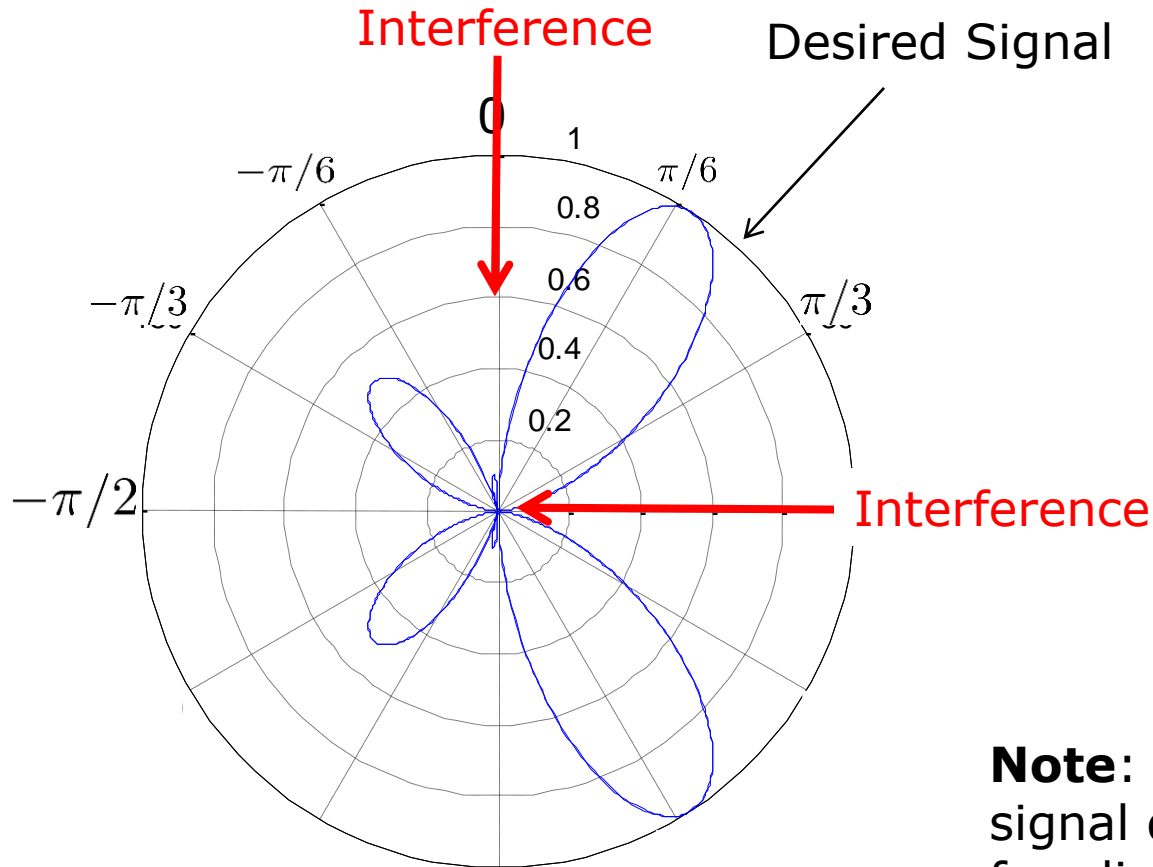 Interference
Desired Signal
0
1
−π/6
π/6
0.8
0.6
−π/3
π/3
0.4
0.2
−π/2
Interference
Note:
signal